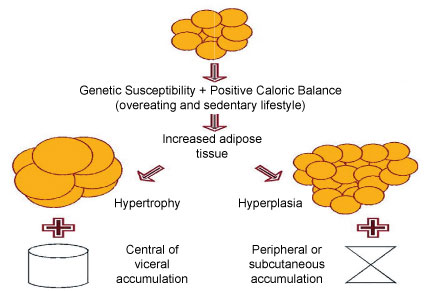 Genetic Susceptibility + Positive Caloric Balance
(overeating and sedentary lifestyle)
Increased adipose
tissue
Hypertrophy
Hyperplasia
Central of
viceral
accumulation
Peripheral or
subcutaneous
accumulation